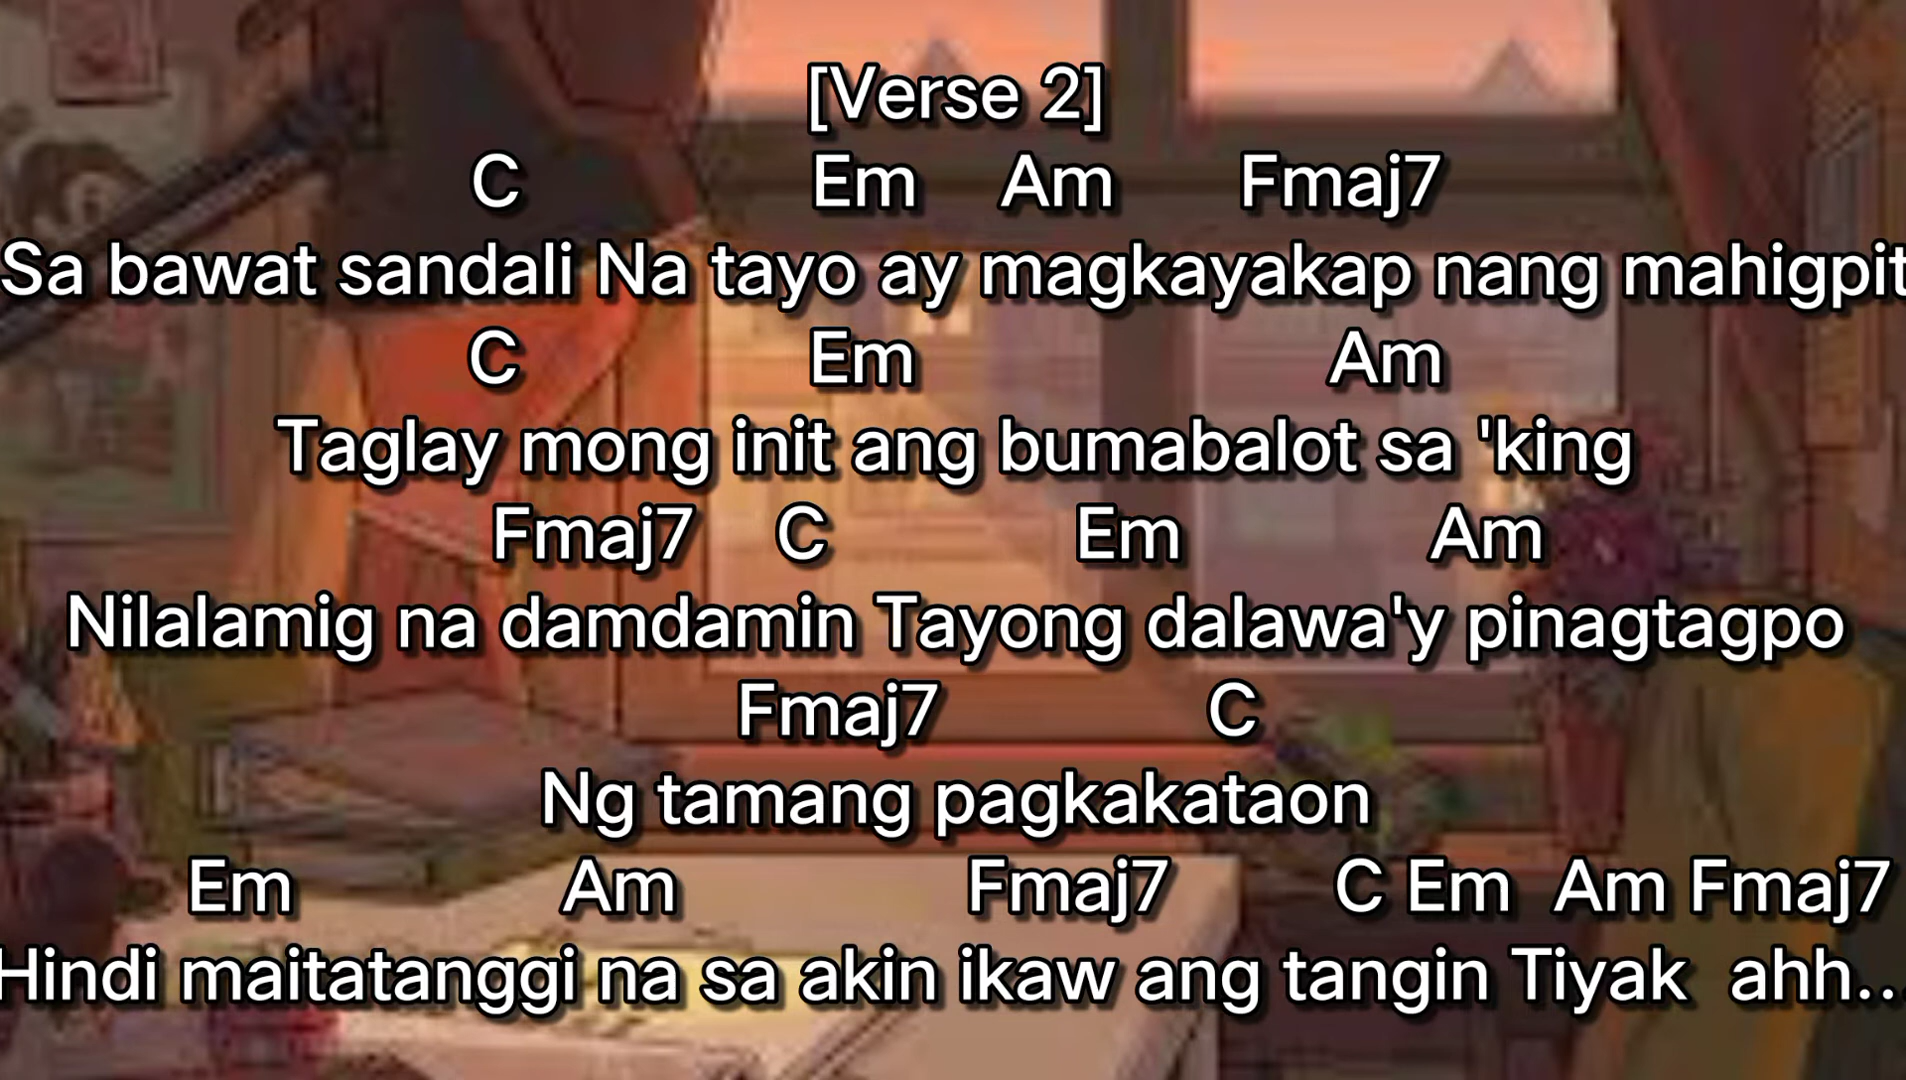 [Verse 2]
C Em Am Fmaj7
Sa bawat sandali Na tayo ay magkayakap nang mahigpit
C Em Am
Taglay mong init ang bumabalot sa 'king
Fmaj7 C Em Am
Nilalamig na damdamin Tayong dalawa'y pinagtagpo
Fmaj7 C
Ng tamang pagkakataon
Em Am Fmaj7 C Em Am Fmaj7
Hindi maitatanggi na sa akin ikaw ang tangin Tiyak ahh...